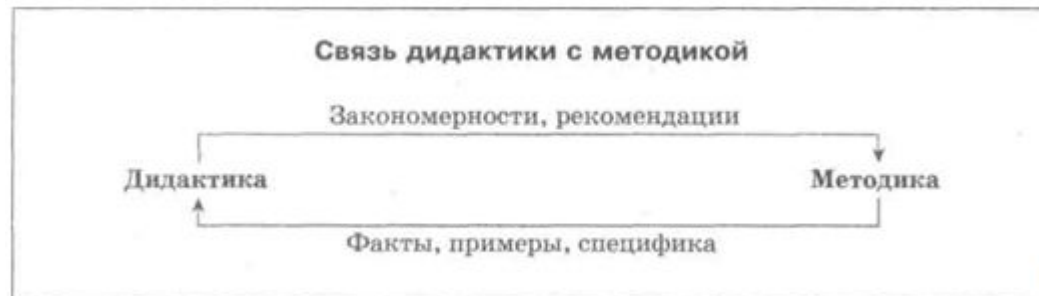 Связь дидактики с методикой
Закономерности, рекомендации
Дидактика Методика
Факты, примеры, специфика